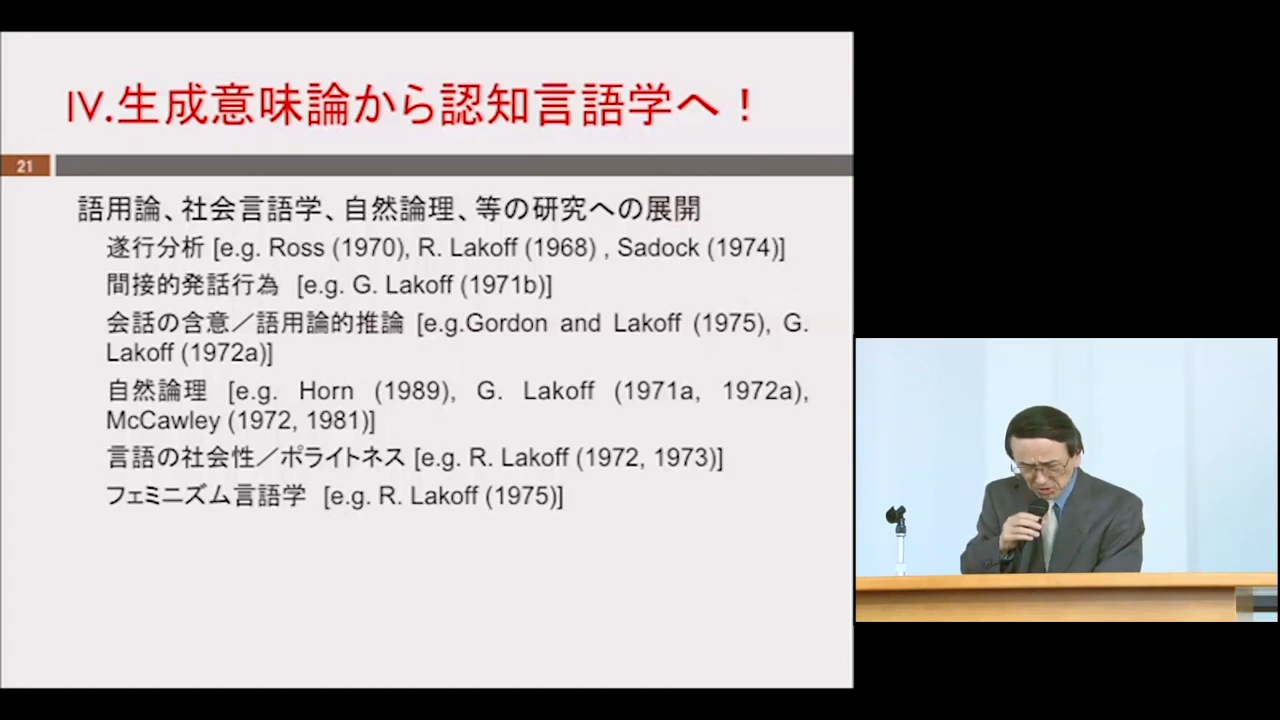 IV.生成意味論から認知言語学へ！
21
語用論、社会言語学、自然論理、等の研究への展開
遂行分析 [e.g. Ross (1970), R. Lakoff (1968) , Sadock (1974)]
間接的発話行為 [e.g. G. Lakoff (1971b)]
会話の含意／語用論的推論 [e.g.Gordon and Lakoff (1975), G.
Lakoff (1972a)]
自然論理 [e.g. Horn (1989), G. Lakoff (1971a, 1972a),
McCawley (1972, 1981)]
言語の社会性／ポライトネス [e.g. R. Lakoff (1972, 1973)]
フェミニズム言語学 [e.g. R. Lakoff (1975)]